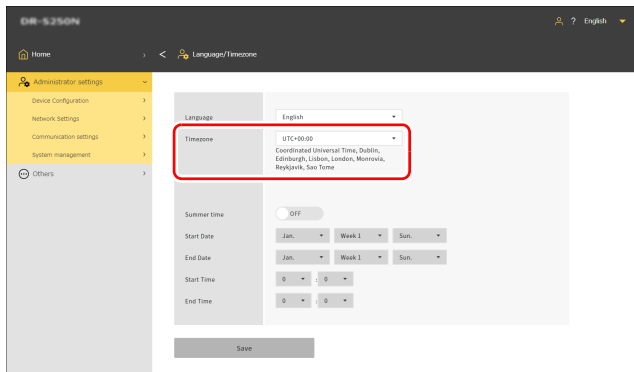 DR-S250N
? English
Home
Language/Timezone
Administrator settings
Device Configuration
Network Settings
Communication settings
System management
Others
Language English
Timezone UTC+00:00
Coordinated Universal Time, Dublin,
Edinburgh, Lisbon, London, Monrovia,
Reykjavik, Sao Tome
Summer time OFF
Start Date Jan. Week 1 Sun.
End Date Jan. Week 1 Sun.
Start Time 0 : 0
End Time 0 : 0
Save